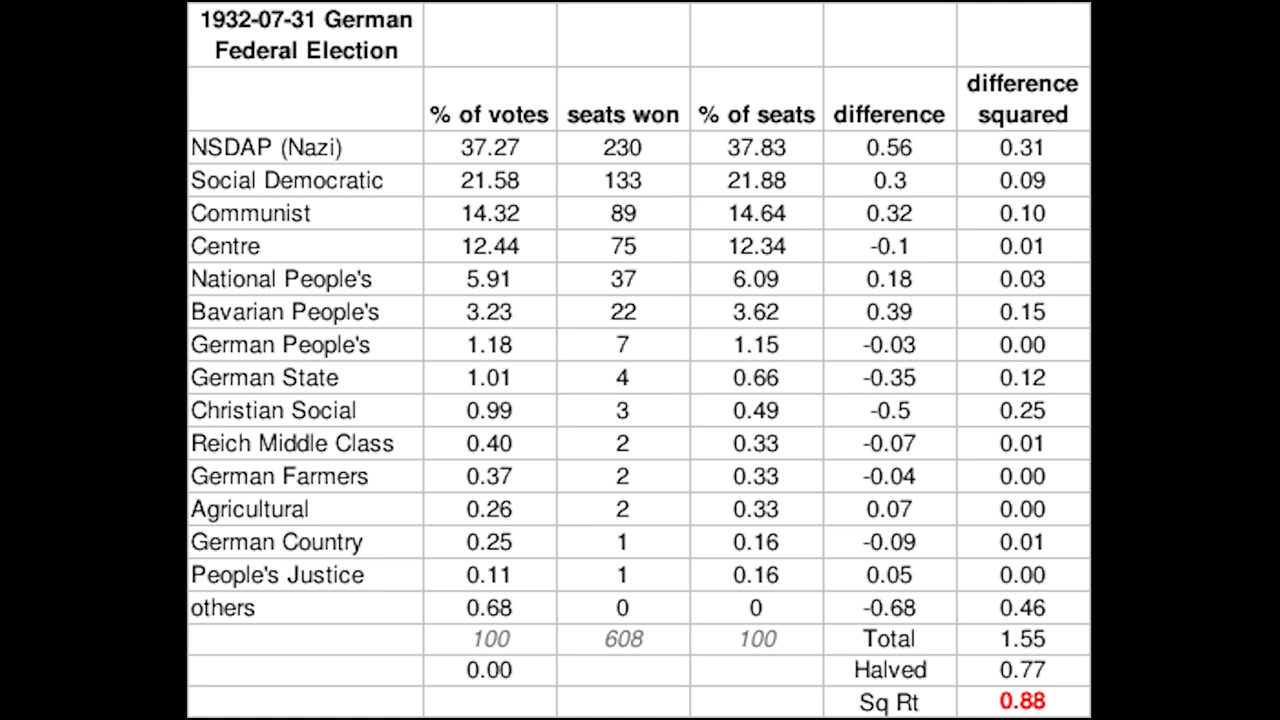 1932-07-31 German
Federal Election
difference
% of votes seats won % of seats difference squared
NSDAP (Nazi) 37.27 230 37.83 0.56 0.31
Social Democratic 21.58 133 21.88 0.3 0.09
Communist 14.32 89 14.64 0.32 0.10
Centre 12.44 75 12.34 -0.1 0.01
National People's 5.91 37 6.09 0.18 0.03
Bavarian People's 3.23 22 3.62 0.39 0.15
German People's 1.18 7 1.15 -0.03 0.00
German State 1.01 4 0.66 -0.35 0.12
Christian Social 0.99 3 0.49 -0.5 0.25
Reich Middle Class 0.40 2 0.33 -0.07 0.01
German Farmers 0.37 2 0.33 -0.04 0.00
Agricultural 0.26 2 0.33 0.07 0.00
German Country 0.25 1 0.16 -0.09 0.01
People's Justice 0.11 1 0.16 0.05 0.00
others 0.68 0 0 -0.68 0.46
100 608 100 Total 1.55
0.00 Halved 0.77
Sq Rt 0.88